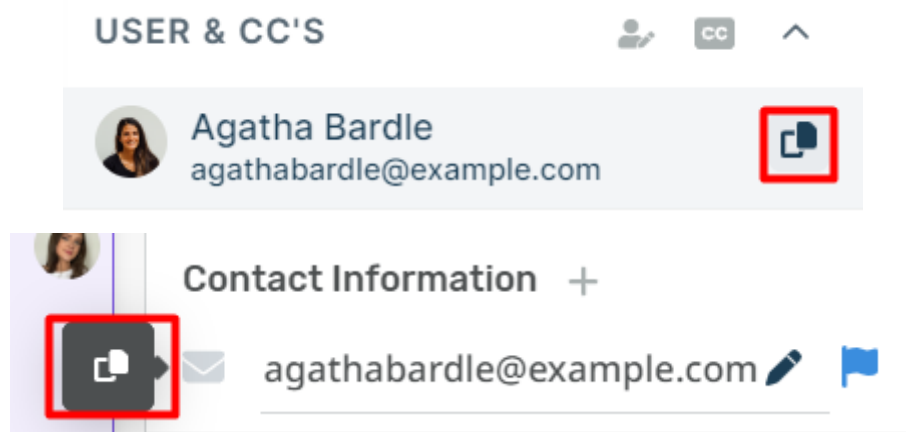 USER & CC'S
CC
Agatha Bardle
agathabardle@example.com
Contact Information +
agathabardle@example.com